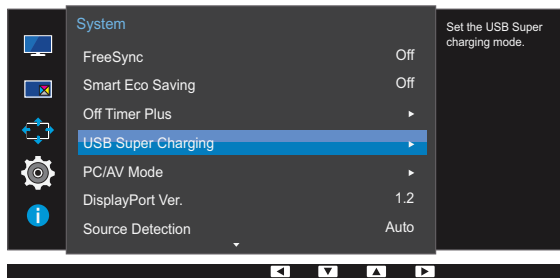 System
FreeSync Off
Smart Eco Saving Off
Off Timer Plus
USB Super Charging
PC/AV Mode
DisplayPort Ver. 1.2
Source Detection Auto
Set the USB Super
charging mode.